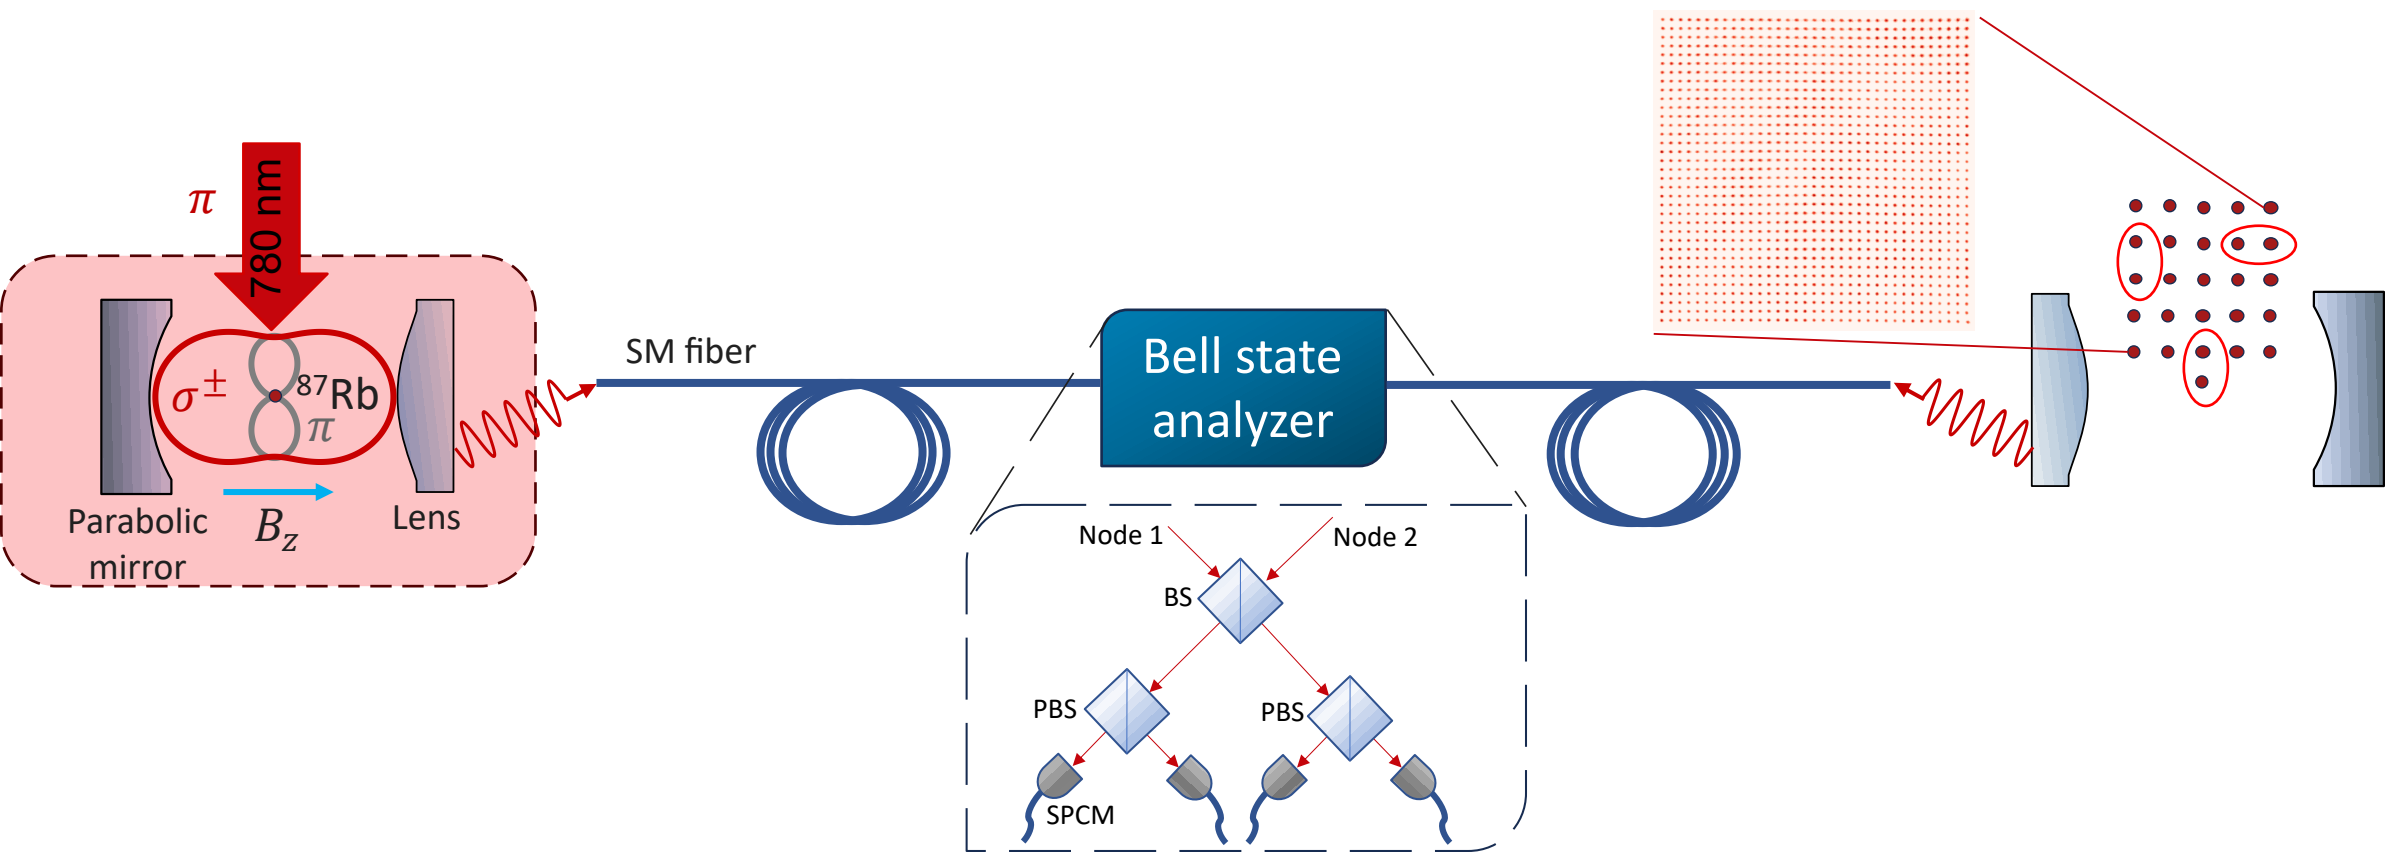 π
780 nm
σ±
⁸⁷Rb
π
B_z
Parabolic
mirror
Lens
SM fiber
Bell state
analyzer
Node 1
Node 2
BS
PBS
PBS
SPCM